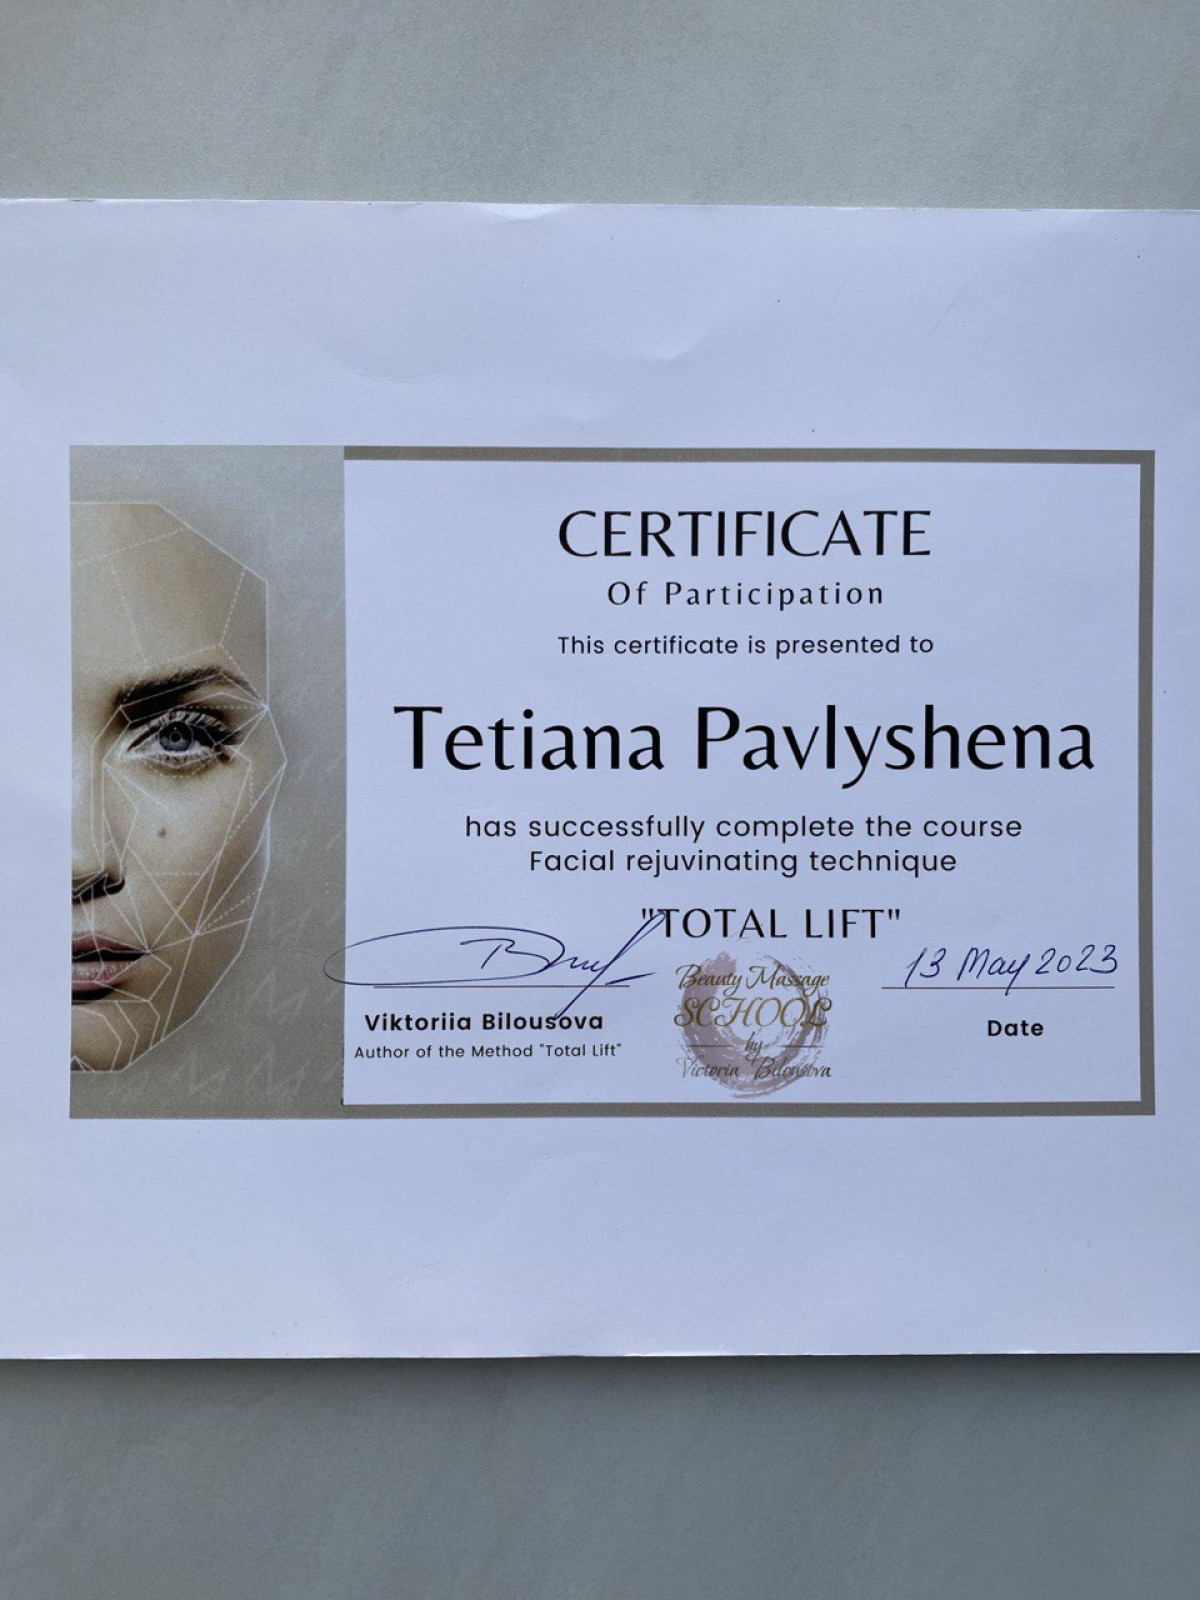 CERTIFICATE
Of Participation
This certificate is presented to
Tetiana Pavlyshena
has successfully complete the course
Facial rejuvinating technique
"TOTAL LIFT"
13 May 2023
Viktoriia Bilousova
Author of the Method "Total Lift"
Beauty Massage
SCHOOL
by
Victoria Bilousova
Date